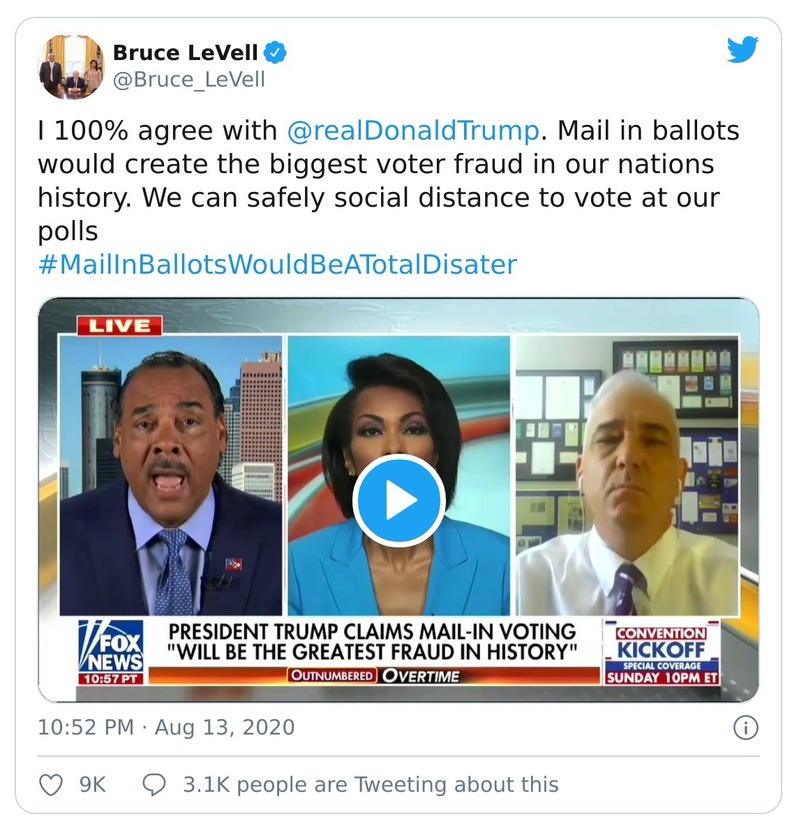 Bruce LeVell
@Bruce_LeVell
I 100% agree with @realDonaldTrump. Mail in ballots
would create the biggest voter fraud in our nations
history. We can safely social distance to vote at our
polls
#MailInBallotsWouldBeATotalDisater
LIVE
FOX
NEWS
10:57 PT
PRESIDENT TRUMP CLAIMS MAIL-IN VOTING
"WILL BE THE GREATEST FRAUD IN HISTORY"
OUTNUMBERED OVERTIME
CONVENTION
KICKOFF
SPECIAL COVERAGE
SUNDAY 10PM ET
10:52 PM · Aug 13, 2020
9K
3.1K people are Tweeting about this